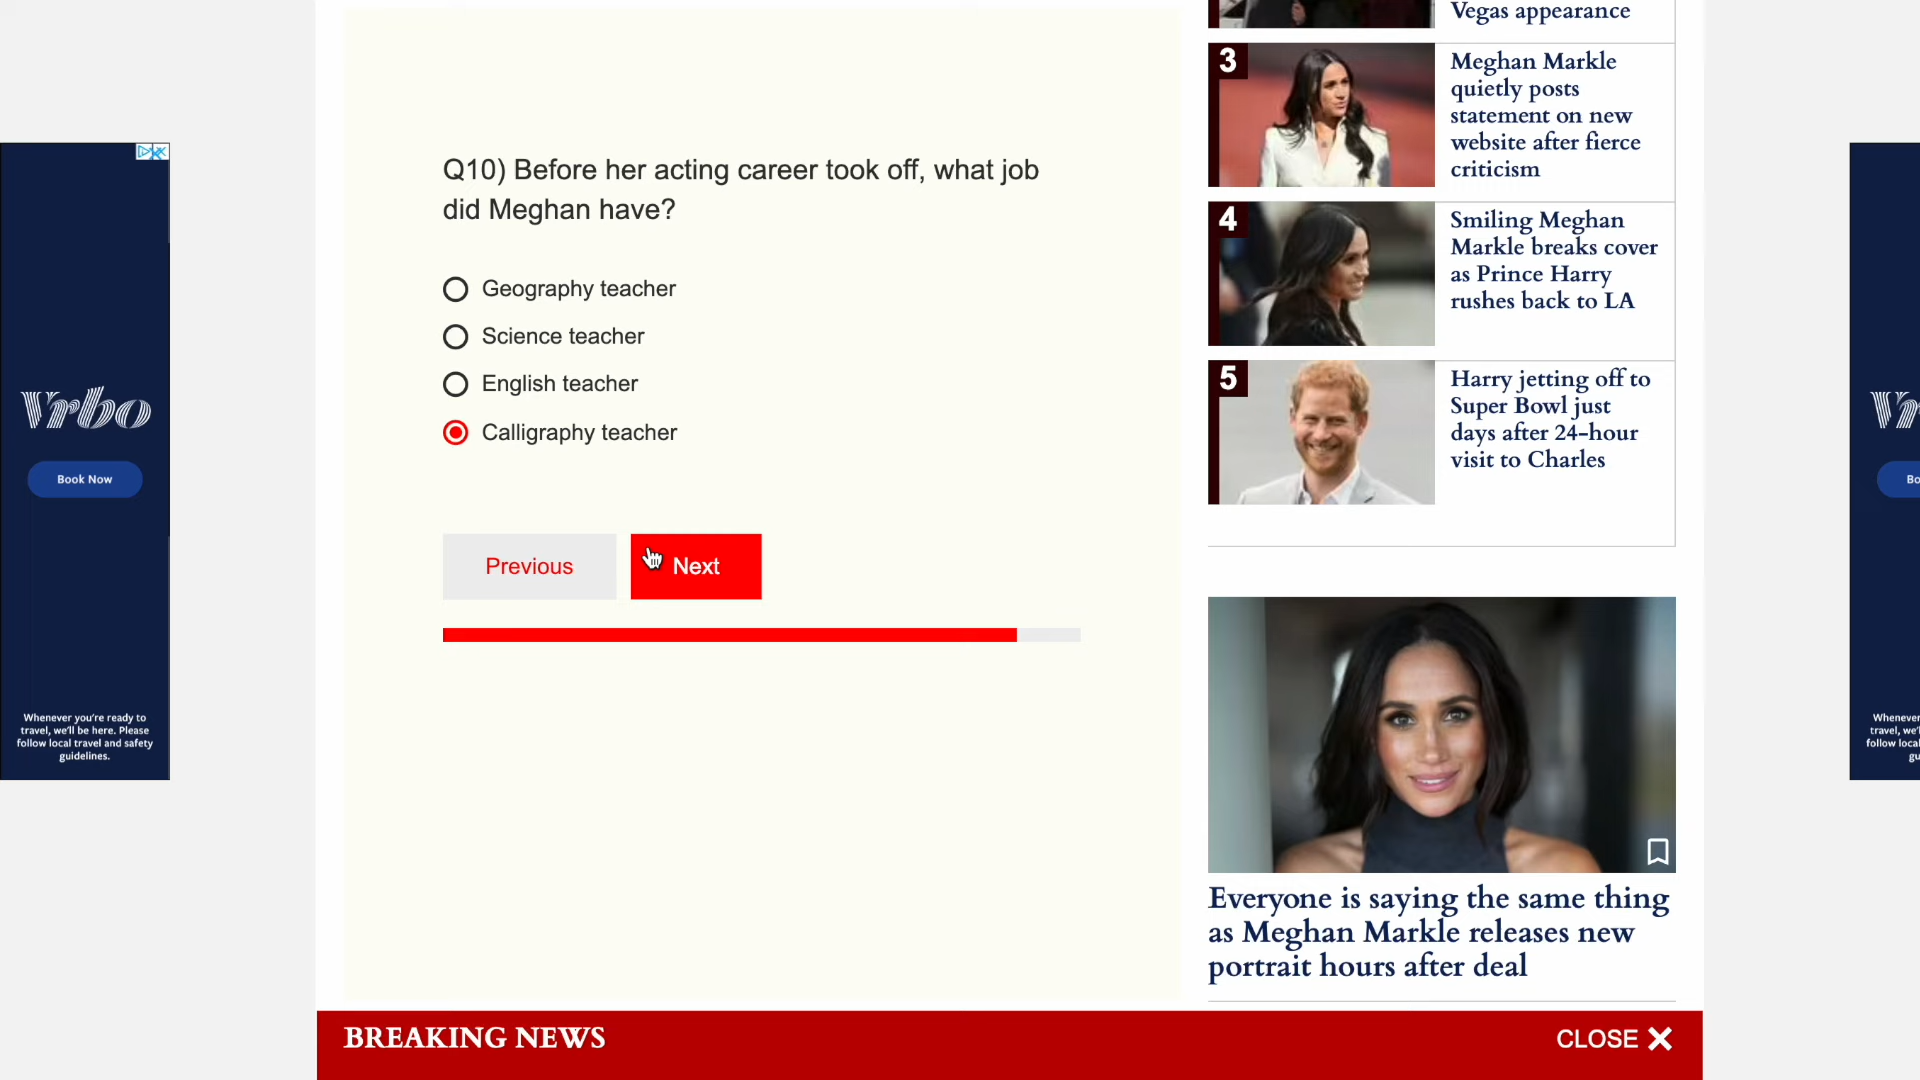 Vegas appearance
3
Meghan Markle
quietly posts
statement on new
website after fierce
criticism
4
Smiling Meghan
Markle breaks cover
as Prince Harry
rushes back to LA
5
Harry jetting off to
Super Bowl just
days after 24-hour
visit to Charles
Q10) Before her acting career took off, what job
did Meghan have?
Geography teacher
Science teacher
English teacher
Calligraphy teacher
Previous
Next
Vrbo
Book Now
Whenever you're ready to
travel, we'll be here. Please
follow local travel and safety
guidelines.
Everyone is saying the same thing
as Meghan Markle releases new
portrait hours after deal
BREAKING NEWS
CLOSE
Whenever